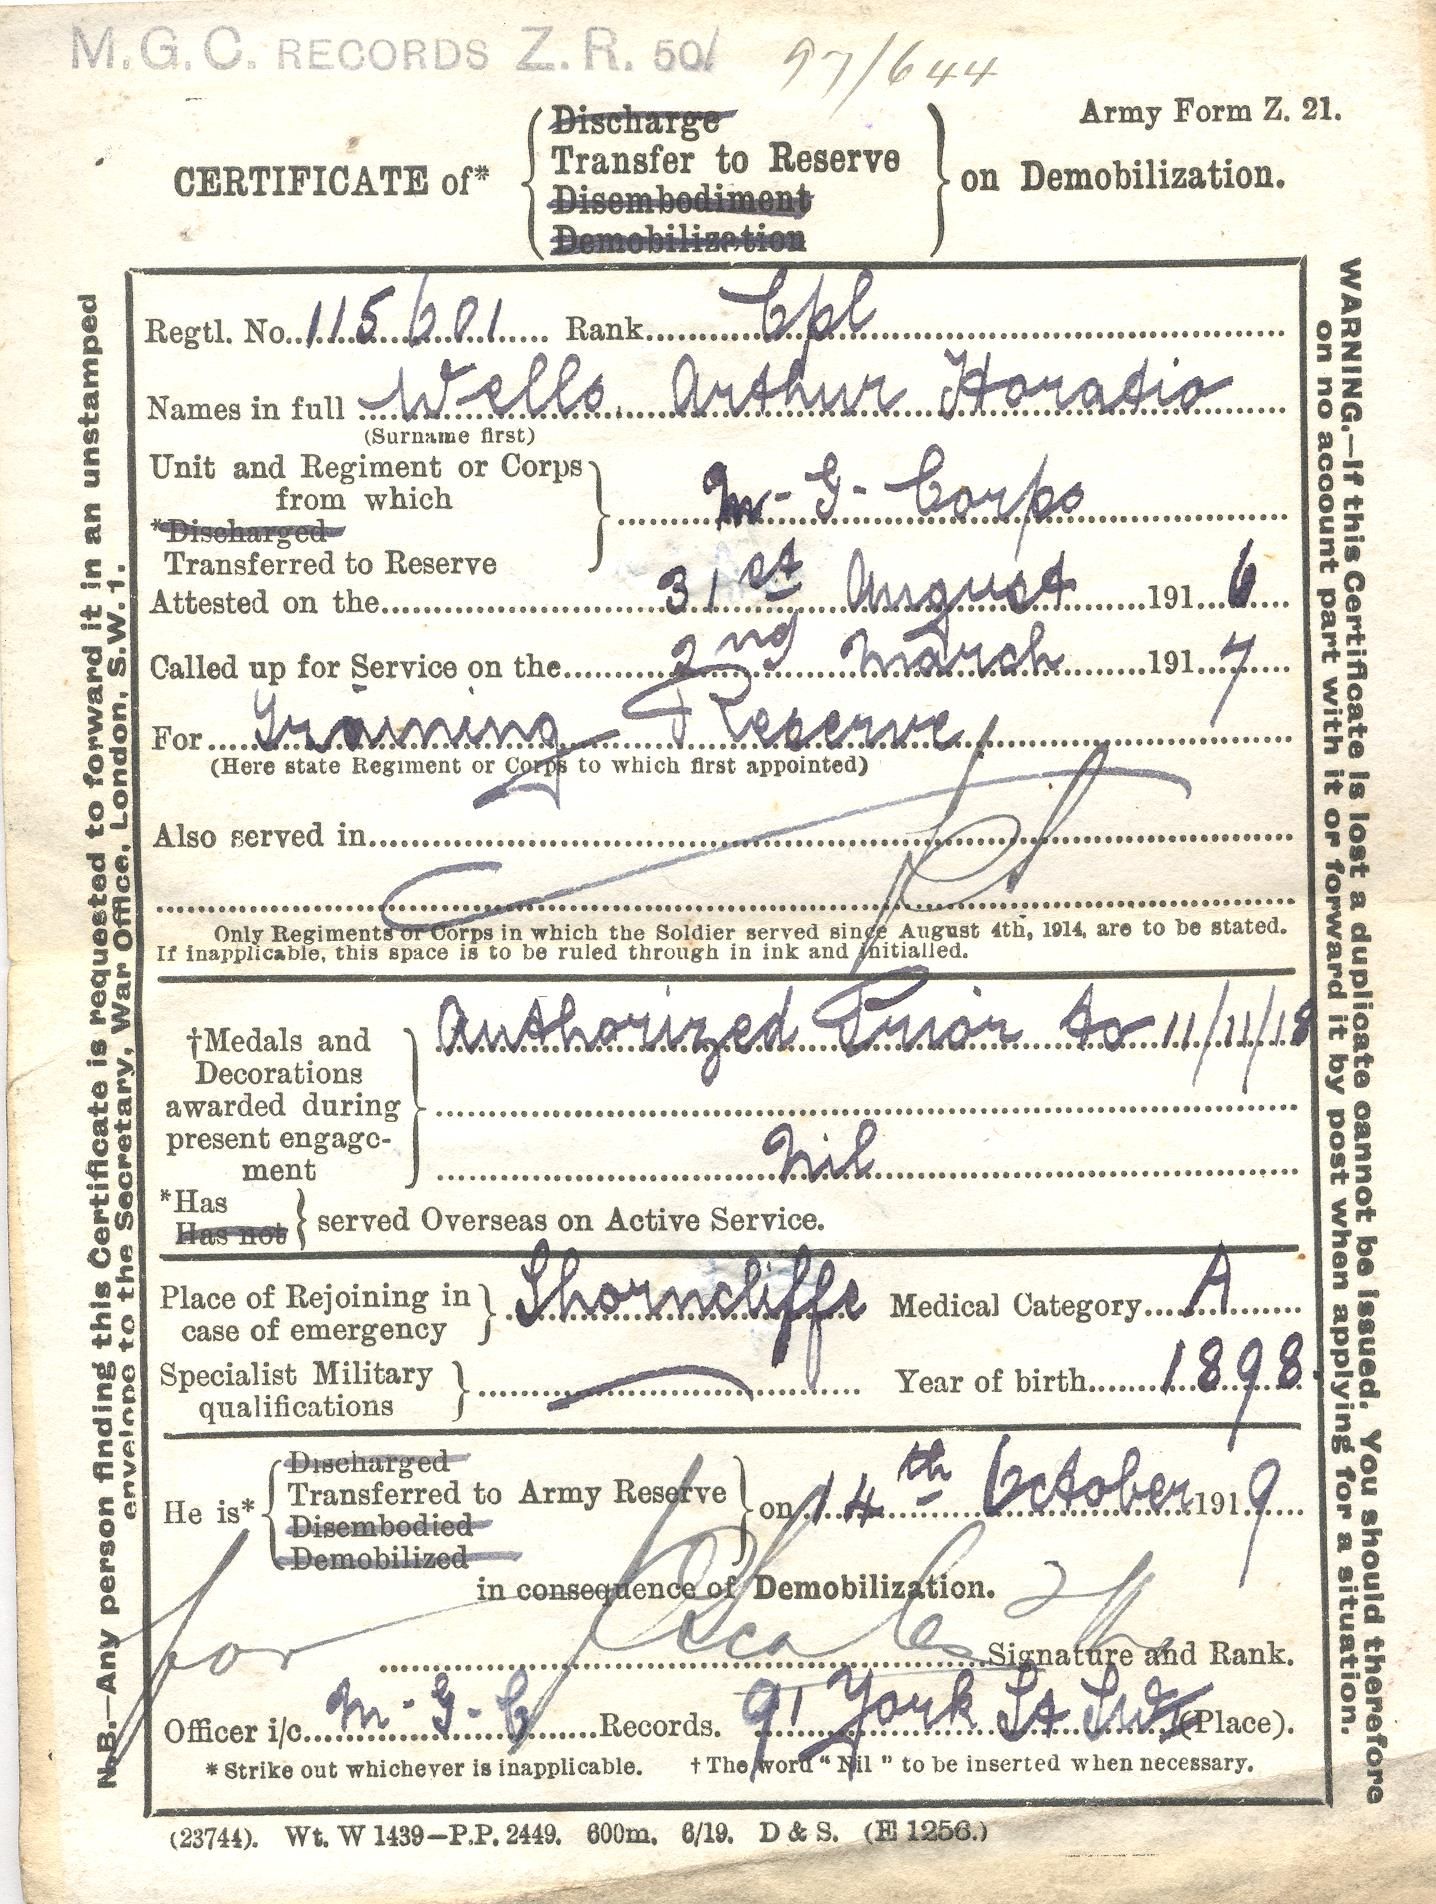 M.G.C. RECORDS Z.R. 50/ 97/644
Army Form Z. 21.
CERTIFICATE of* { Discharge
Transfer to Reserve
Disembodiment
Demobilization } on Demobilization.
Regtl. No. 115601 Rank Cpl
Names in full Wells, Arthur Horatio
(Surname first)
Unit and Regiment or Corps
from which
*Discharged
Transferred to Reserve } M - G - Corps
Attested on the 31st August 1916
Called up for Service on the 2nd March 1917
For Training Reserve
(Here state Regiment or Corps to which first appointed)
Also served in
Only Regiments or Corps in which the Soldier served since August 4th, 1914, are to be stated.
If inapplicable, this space is to be ruled through in ink and initialled.
†Medals and
Decorations
awarded during
present engage-
ment } Authorized Prior to 11/11/18
Nil
*Has
Has not } served Overseas on Active Service.
Place of Rejoining in
case of emergency } Shorncliffe Medical Category A
Specialist Military
qualifications } Year of birth 1898
He is* { Discharged
Transferred to Army Reserve
Disembodied
Demobilized } on 14th October 1919
in consequence of Demobilization.
for Signature and Rank.
Officer i/c M - G - C Records. 91 York St SW1 (Place).
*Strike out whichever is inapplicable. †The word "Nil" to be inserted when necessary.
(23744). Wt. W 1439–P.P. 2449. 600m. 6/19. D & S. (E 1256.)
N.B.—Any person finding this Certificate is requested to forward it in an unstamped
envelope to the Secretary, War Office, London, S.W. 1.
WARNING.—If this Certificate is lost a duplicate cannot be issued. You should therefore
on no account part with it or forward it by post when applying for a situation.